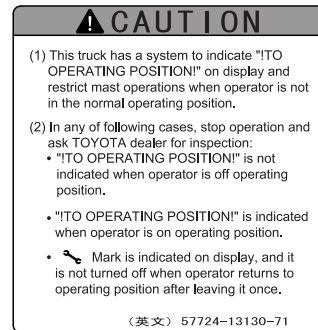 CAUTION
(1) This truck has a system to indicate "!TO
OPERATING POSITION!" on display and
restrict mast operations when operator is not
in the normal operating position.
(2) In any of following cases, stop operation and
ask TOYOTA dealer for inspection:
• "!TO OPERATING POSITION!" is not
indicated when operator is off operating
position.
• "!TO OPERATING POSITION!" is indicated
when operator is on operating position.
• Mark is indicated on display, and it
is not turned off when operator returns to
operating position after leaving it once.
(英文) 57724-13130-71